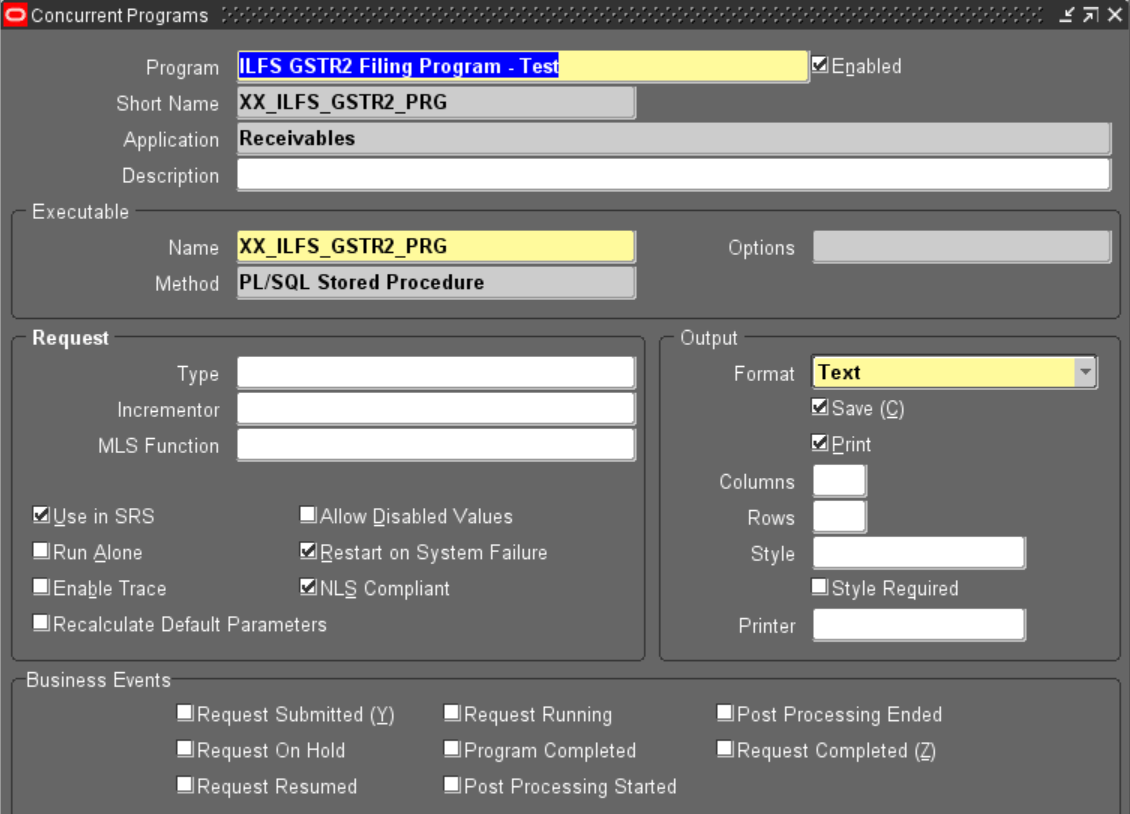 Concurrent Programs
Program ILFS GSTR2 Filing Program - Test Enabled
Short Name XX_ILFS_GSTR2_PRG
Application Receivables
Description
Executable
Name XX_ILFS_GSTR2_PRG Options
Method PL/SQL Stored Procedure
Request
Type
Incrementor
MLS Function
Use in SRS Allow Disabled Values
Run Alone Restart on System Failure
Enable Trace NLS Compliant
Recalculate Default Parameters
Output
Format Text
Save (C)
Print
Columns
Rows
Style
Style Required
Printer
Business Events
Request Submitted (Y) Request Running Post Processing Ended
Request On Hold Program Completed Request Completed (Z)
Request Resumed Post Processing Started